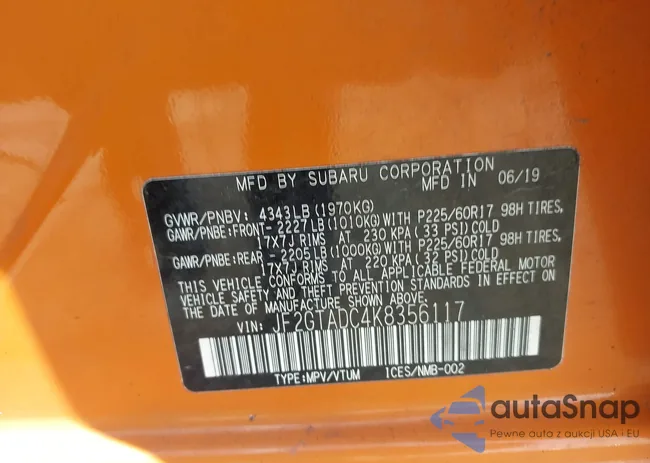 MFD BY SUBARU CORPORATION
MFD IN 06/19
GVWR/PNBV: 4343LB (1970KG)
GAWR/PNBE:FRONT- 2227LB (1010KG)WITH P225/60R17 98H TIRES,
17x7J RIMS AT 230 KPA( 33 PSI)COLD
GAWR/PNBE:REAR - 2205LB (1000KG)WITH P225/60R17 98H TIRES,
17x7J RIMS AT 220 KPA( 32 PSI)COLD
THIS VEHICLE CONFORMS TO ALL APPLICABLE FEDERAL MOTOR
VEHICLE SAFETY AND THEFT PREVENTION STANDARDS IN EFFECT ON
THE DATE OF MANUFACTURE SHOWN ABOVE.
VIN: JF2GTADC4K8356117
TYPE:MPV/VTUM ICES/NMB-002
autaSnap
Pewne auta z aukcji USA i EU